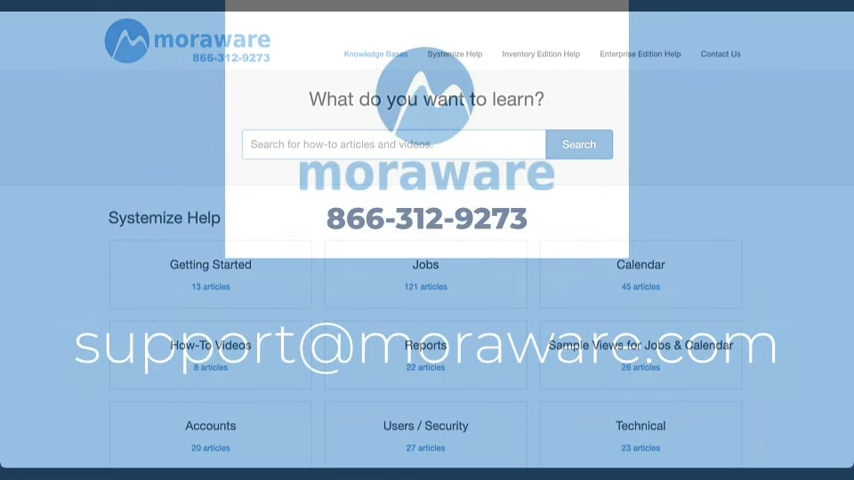 moraware
866-312-9273
Knowledge Bases Systemize Help Inventory Edition Help Enterprise Edition Help Contact Us
What do you want to learn?
Search for how-to articles and videos. Search
moraware
866-312-9273
Systemize Help
Getting Started Jobs Calendar
13 articles 121 articles 45 articles
support@moraware.com
How-To Videos Reports Sample Views for Jobs & Calendar
8 articles 22 articles 26 articles
Accounts Users / Security Technical
20 articles 27 articles 23 articles